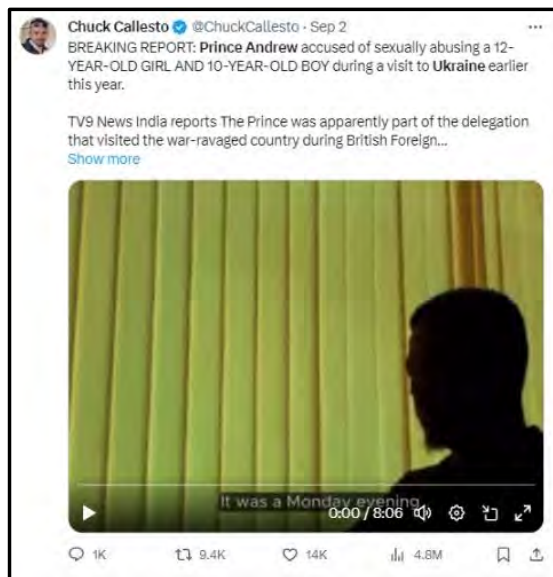 Chuck Callesto @ChuckCallesto · Sep 2 ...
BREAKING REPORT: Prince Andrew accused of sexually abusing a 12-
YEAR-OLD GIRL AND 10-YEAR-OLD BOY during a visit to Ukraine earlier
this year.
TV9 News India reports The Prince was apparently part of the delegation
that visited the war-ravaged country during British Foreign...
Show more
It was a Monday evening
0:00 / 8:06
1K 9.4K 14K 4.8M